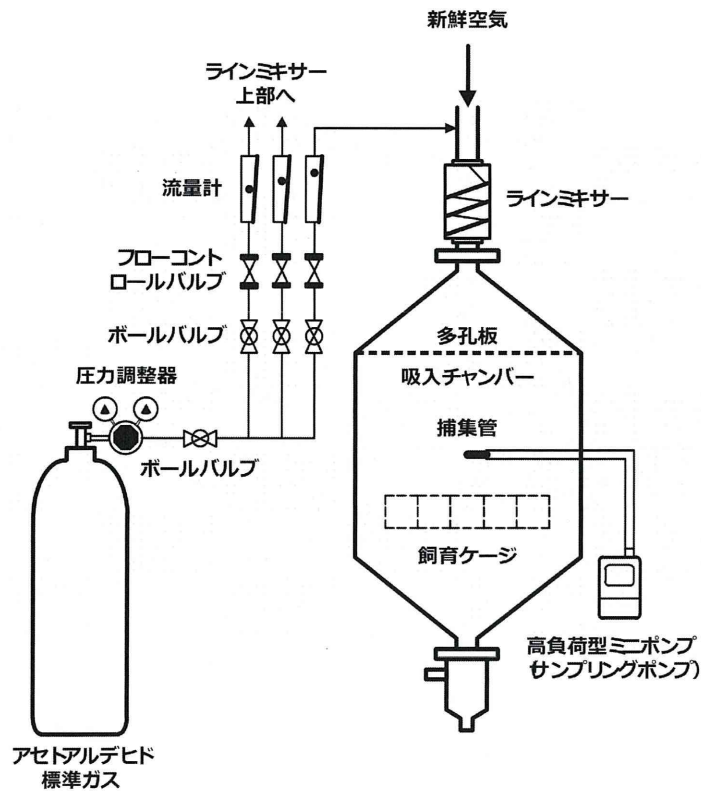 新鮮空気
ラインミキサー
上部へ
流量計
ラインミキサー
フローコント
ロールバルブ
ボールバルブ
多孔板
吸入チャンバー
圧力調整器
捕集管
ボールバルブ
飼育ケージ
高負荷型ミニポンプ
(サンプリングポンプ)
アセトアルデヒド
標準ガス